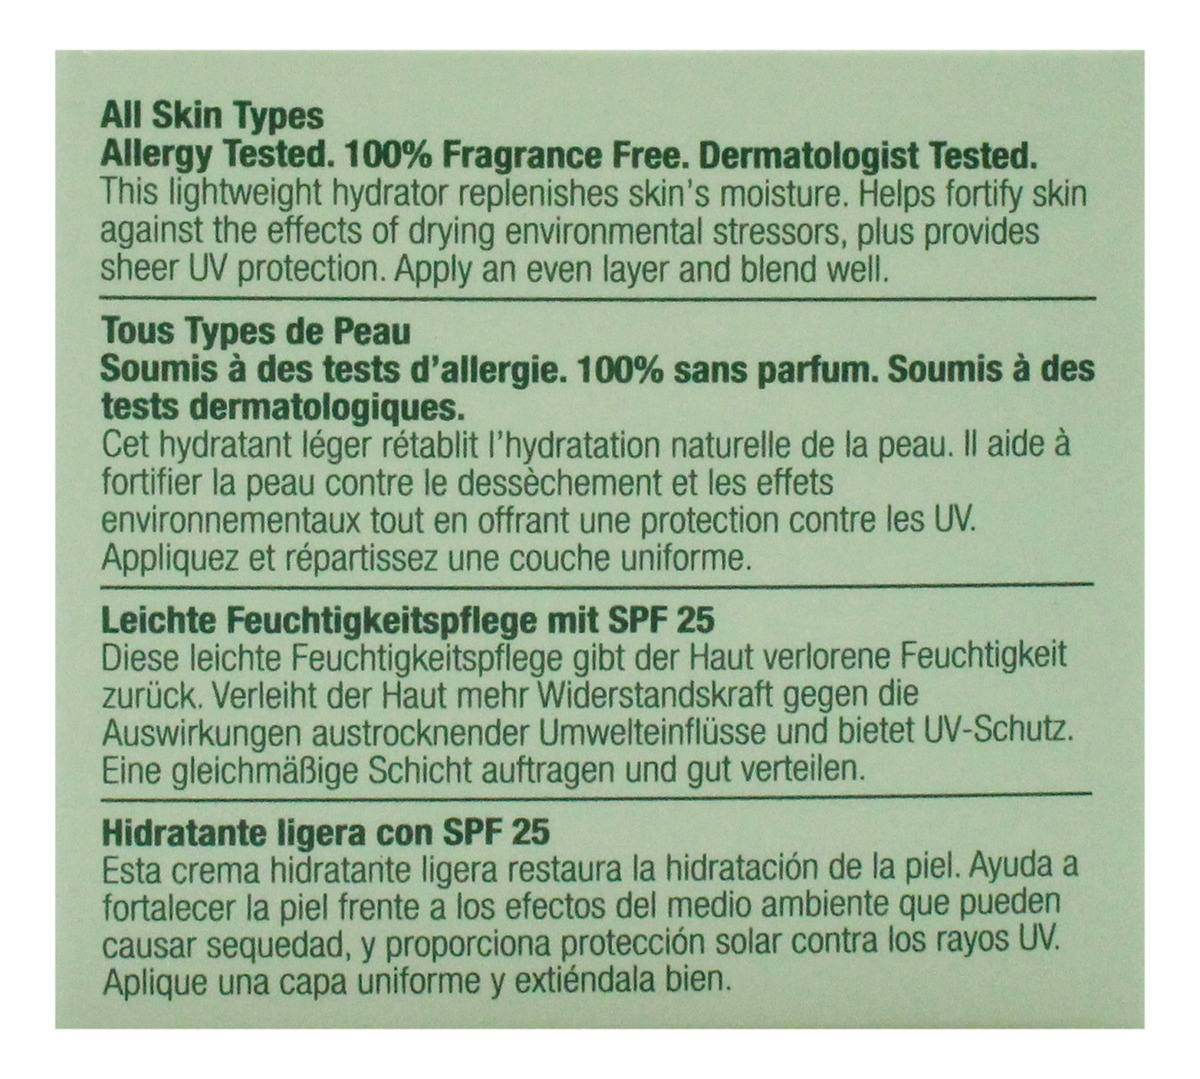 All Skin Types
Allergy Tested. 100% Fragrance Free. Dermatologist Tested.
This lightweight hydrator replenishes skin's moisture. Helps fortify skin
against the effects of drying environmental stressors, plus provides
sheer UV protection. Apply an even layer and blend well.
Tous Types de Peau
Soumis à des tests d'allergie. 100% sans parfum. Soumis à des
tests dermatologiques.
Cet hydratant léger rétablit l'hydratation naturelle de la peau. Il aide à
fortifier la peau contre le dessèchement et les effets
environnementaux tout en offrant une protection contre les UV.
Appliquez et répartissez une couche uniforme.
Leichte Feuchtigkeitspflege mit SPF 25
Diese leichte Feuchtigkeitspflege gibt der Haut verlorene Feuchtigkeit
zurück. Verleiht der Haut mehr Widerstandskraft gegen die
Auswirkungen austrocknender Umwelteinflüsse und bietet UV-Schutz.
Eine gleichmäßige Schicht auftragen und gut verteilen.
Hidratante ligera con SPF 25
Esta crema hidratante ligera restaura la hidratación de la piel. Ayuda a
fortalecer la piel frente a los efectos del medio ambiente que pueden
causar sequedad, y proporciona protección solar contra los rayos UV.
Aplique una capa uniforme y extiéndala bien.